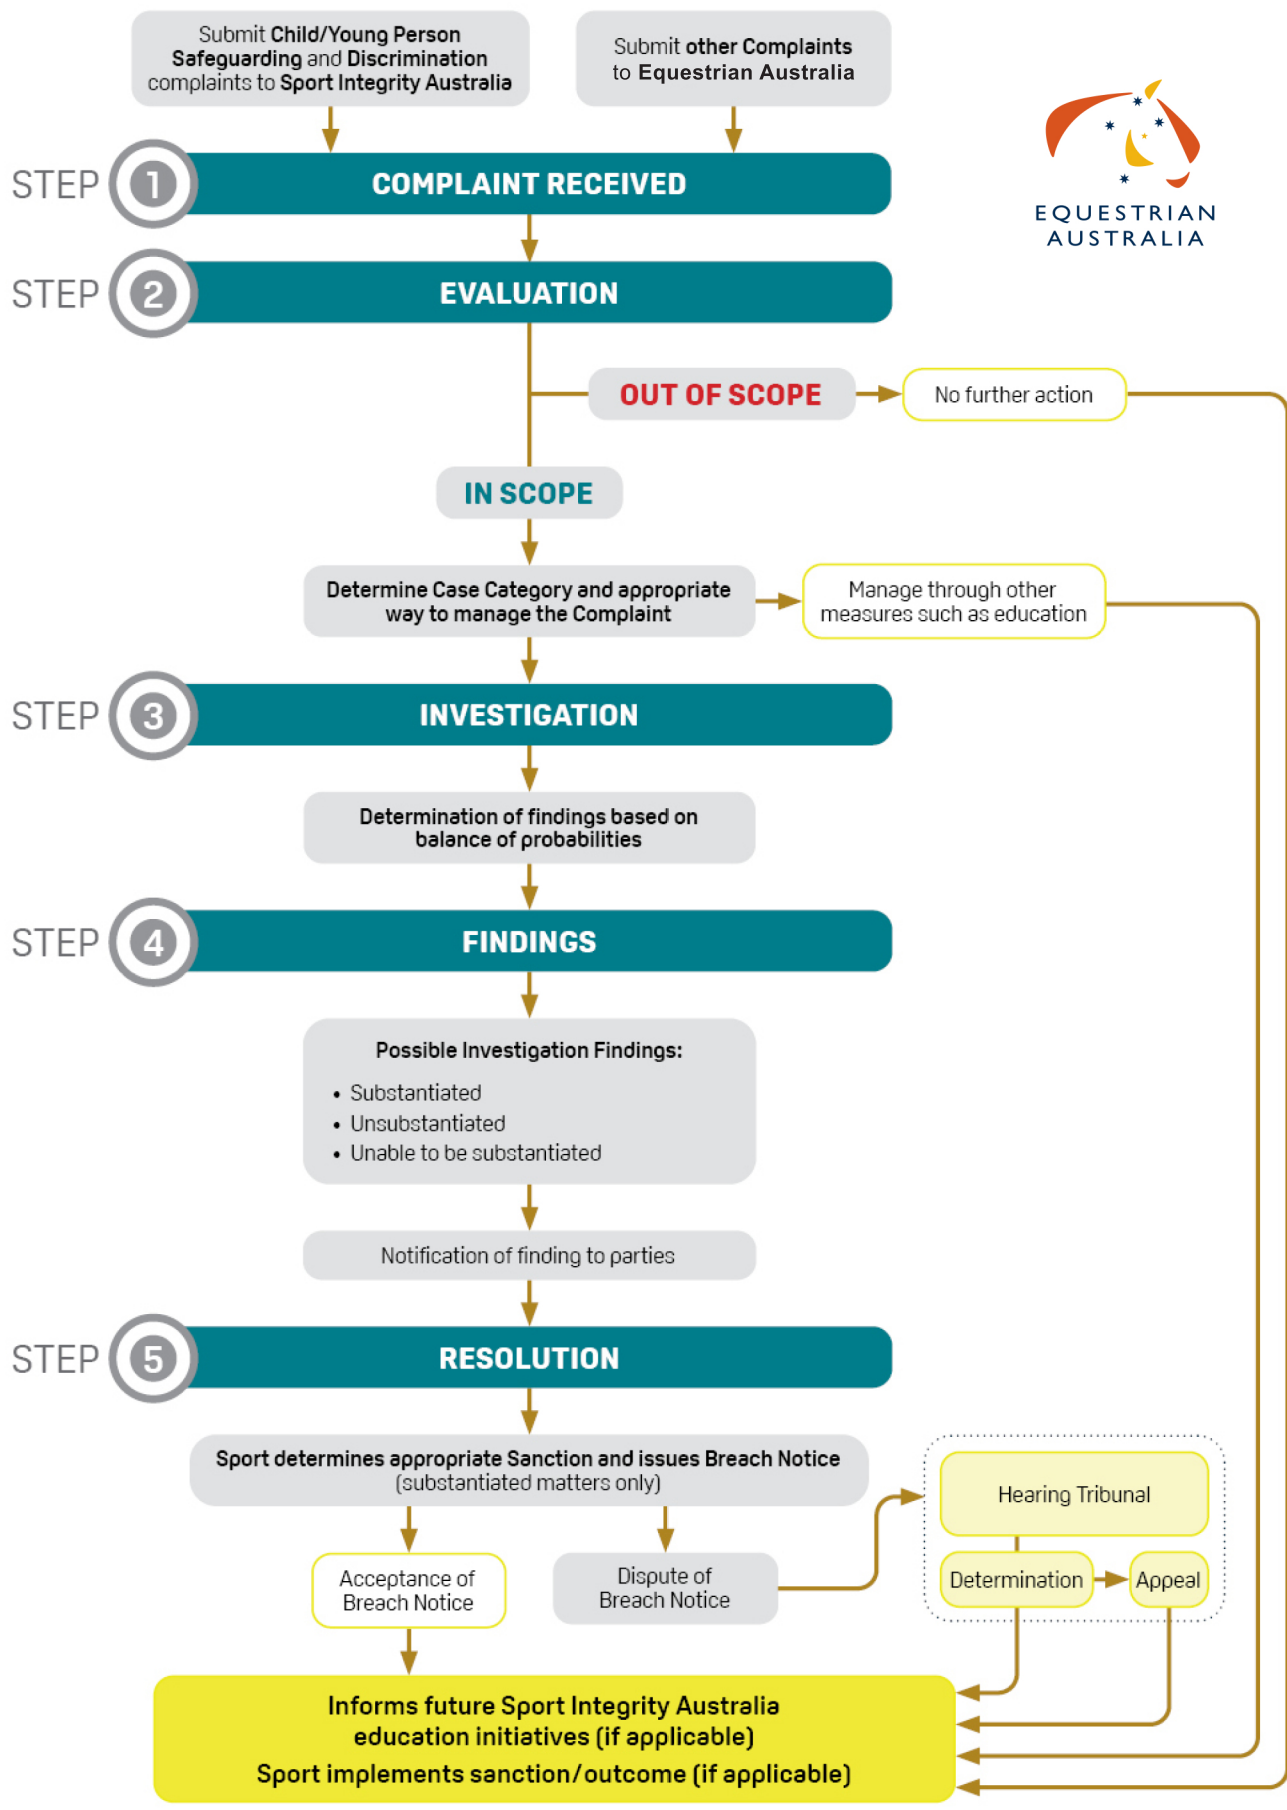 Submit Child/Young Person
Safeguarding and Discrimination
complaints to Sport Integrity Australia
Submit other Complaints
to Equestrian Australia
EQUESTRIAN
AUSTRALIA
STEP 1 COMPLAINT RECEIVED
STEP 2 EVALUATION
OUT OF SCOPE
No further action
IN SCOPE
Determine Case Category and appropriate
way to manage the Complaint
Manage through other
measures such as education
STEP 3 INVESTIGATION
Determination of findings based on
balance of probabilities
STEP 4 FINDINGS
Possible Investigation Findings:
• Substantiated
• Unsubstantiated
• Unable to be substantiated
Notification of finding to parties
STEP 5 RESOLUTION
Sport determines appropriate Sanction and issues Breach Notice
(substantiated matters only)
Acceptance of
Breach Notice
Dispute of
Breach Notice
Hearing Tribunal
Determination
Appeal
Informs future Sport Integrity Australia
education initiatives (if applicable)
Sport implements sanction/outcome (if applicable)